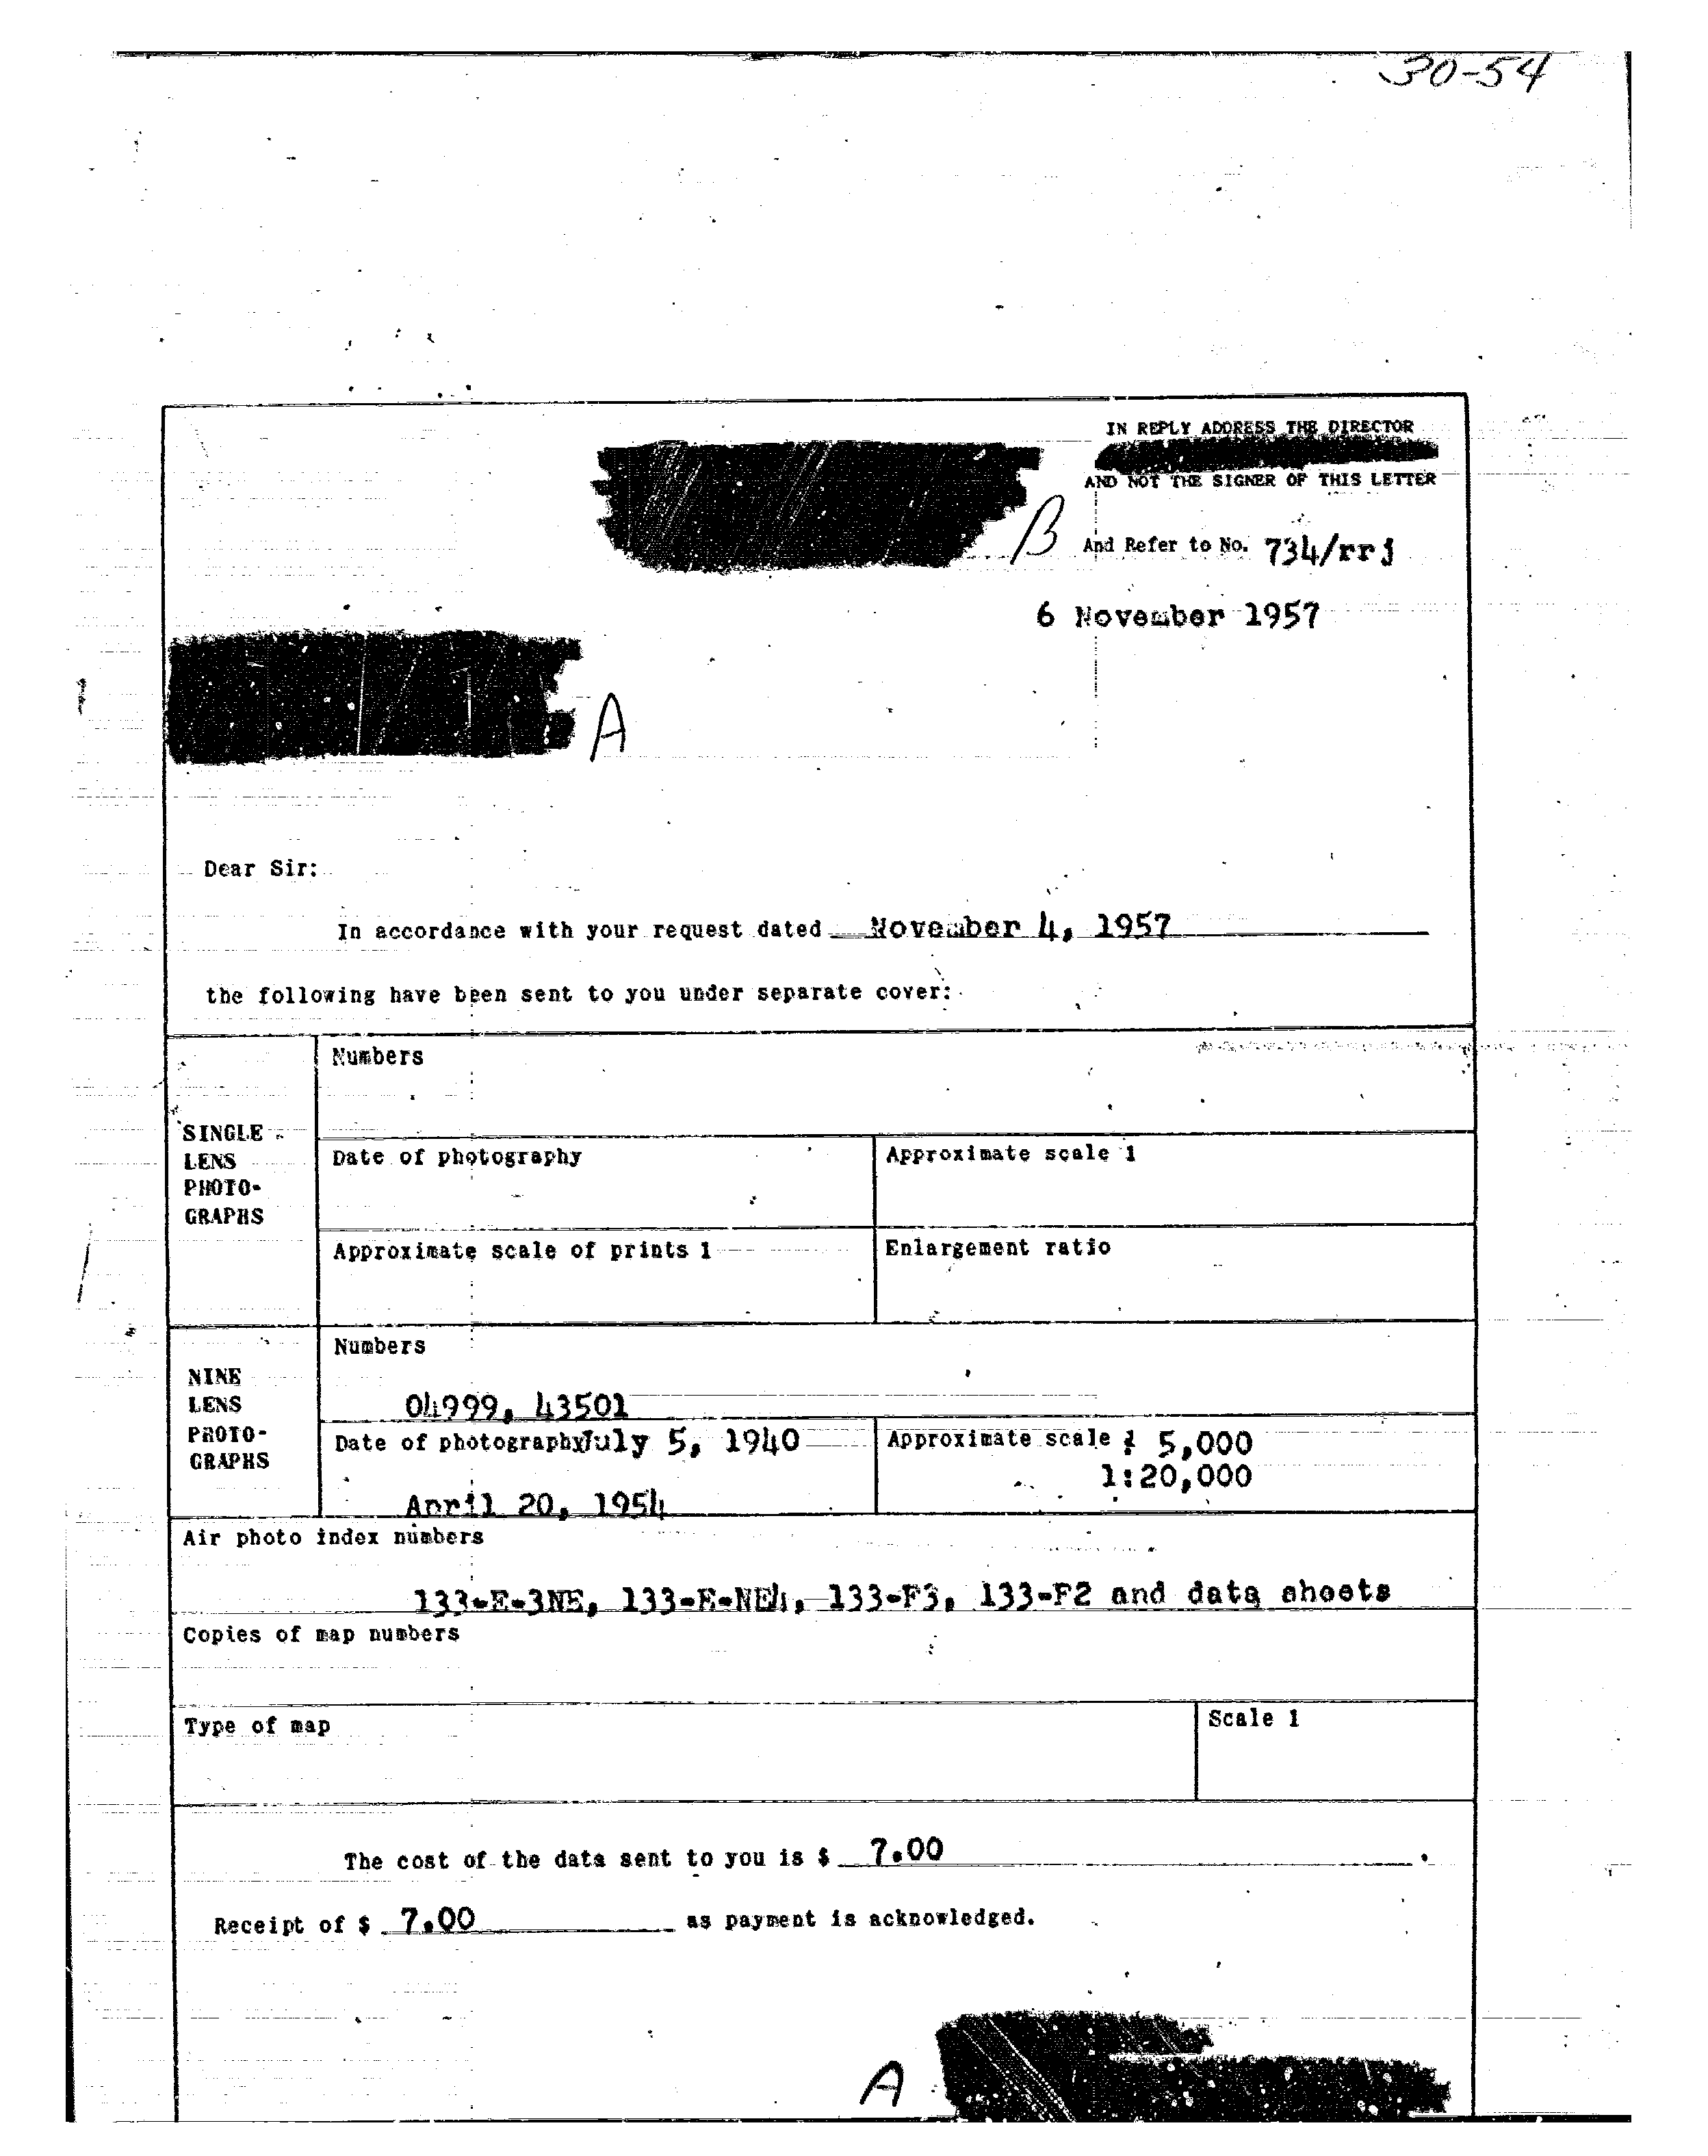 30-54
IN REPLY ADDRESS THE DIRECTOR
AND NOT THE SIGNER OF THIS LETTER
B
And Refer to No. 734/rrj
6 November 1957
A
Dear Sir:
In accordance with your request dated November 4, 1957
the following have been sent to you under separate cover:
SINGLE
LENS
PHOTO-
GRAPHS
Numbers
Date of photography
Approximate scale 1
Approximate scale of prints 1
Enlargement ratio
NINE
LENS
PHOTO-
GRAPHS
Numbers
04999, 43501
Date of photography July 5, 1940
April 20, 1954
Approximate scale : 5,000
1:20,000
Air photo index numbers
133-E-3NE, 133-E-NE4, 133-F3, 133-F2 and data sheets
Copies of map numbers
Type of map
Scale 1
The cost of the data sent to you is $ 7.00 .
Receipt of $ 7.00 as payment is acknowledged.
A